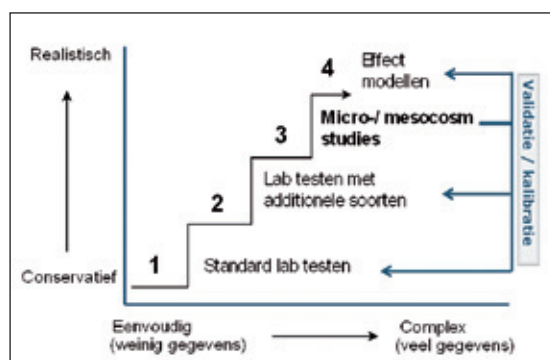 Realistisch
Conservatief
1
2
3
4
Effect
modellen
Micro-/ mesocosm
studies
Lab testen met
additionele soorten
Standard lab testen
Validatie / kalibratie
Eenvoudig
(weinig gegevens)
Complex
(veel gegevens)